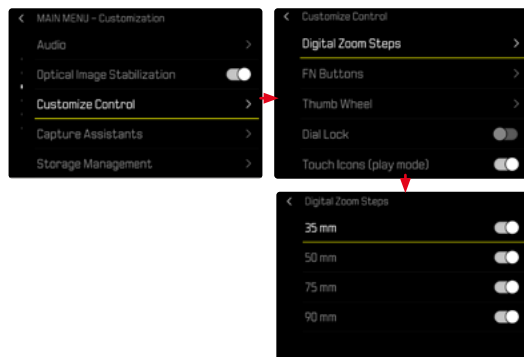 MAIN MENU – Customization
Audio
Optical Image Stabilization
Customize Control
Capture Assistants
Storage Management
Customize Control
Digital Zoom Steps
FN Buttons
Thumb Wheel
Dial Lock
Touch Icons (play mode)
Digital Zoom Steps
35 mm
50 mm
75 mm
90 mm